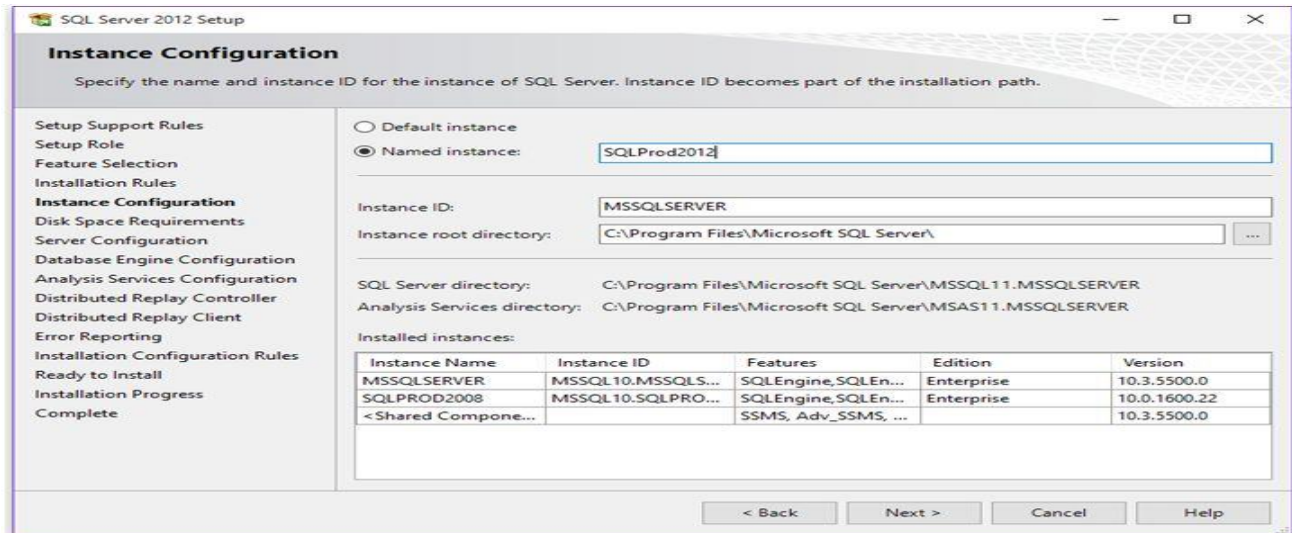 SQL Server 2012 Setup
Instance Configuration
Specify the name and instance ID for the instance of SQL Server. Instance ID becomes part of the installation path.
Setup Support Rules
Setup Role
Feature Selection
Installation Rules
Instance Configuration
Disk Space Requirements
Server Configuration
Database Engine Configuration
Analysis Services Configuration
Distributed Replay Controller
Distributed Replay Client
Error Reporting
Installation Configuration Rules
Ready to Install
Installation Progress
Complete
Default instance
Named instance: SQLProd2012
Instance ID: MSSQLSERVER
Instance root directory: C:\Program Files\Microsoft SQL Server\ ...
SQL Server directory: C:\Program Files\Microsoft SQL Server\MSSQL11.MSSQLSERVER
Analysis Services directory: C:\Program Files\Microsoft SQL Server\MSAS11.MSSQLSERVER
Installed instances:
Instance Name Instance ID Features Edition Version
MSSQLSERVER MSSQL10.MSSQLS... SQLEngine,SQLEn... Enterprise 10.3.5500.0
SQLPROD2008 MSSQL10.SQLPRO... SQLEngine,SQLEn... Enterprise 10.0.1600.22
<Shared Compone... SSMS, Adv_SSMS, ... 10.3.5500.0
< Back Next > Cancel Help